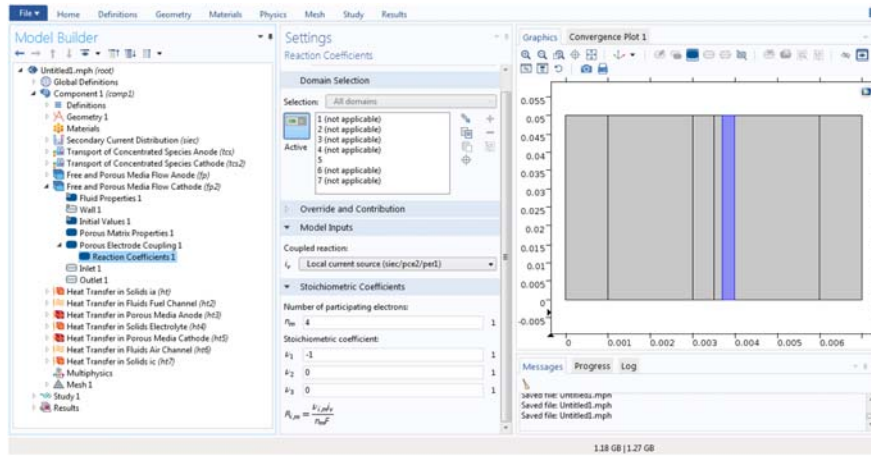 File Home Definitions Geometry Materials Physics Mesh Study Results
Model Builder
Untitled1.mph (root)
Global Definitions
Component 1 (comp1)
Definitions
Geometry 1
Materials
Secondary Current Distribution (siec)
Transport of Concentrated Species Anode (tcs)
Transport of Concentrated Species Cathode (tcs2)
Free and Porous Media Flow Anode (fp)
Free and Porous Media Flow Cathode (fp2)
Fluid Properties 1
Wall 1
Initial Values 1
Porous Matrix Properties 1
Porous Electrode Coupling 1
Reaction Coefficients 1
Inlet 1
Outlet 1
Heat Transfer in Solids ia (ht)
Heat Transfer in Fluids Fuel Channel (ht2)
Heat Transfer in Porous Media Anode (ht3)
Heat Transfer in Solids Electrolyte (ht4)
Heat Transfer in Porous Media Cathode (ht5)
Heat Transfer in Fluids Air Channel (ht6)
Heat Transfer in Solids ic (ht7)
Multiphysics
Mesh 1
Study 1
Results
Settings
Reaction Coefficients
Domain Selection
Selection: All domains
Active
1 (not applicable)
2 (not applicable)
3 (not applicable)
4 (not applicable)
5
6 (not applicable)
7 (not applicable)
Override and Contribution
Model Inputs
Coupled reaction:
iv Local current source (siec/pce2/per1)
Stoichiometric Coefficients
Number of participating electrons:
nm 4 1
Stoichiometric coefficient:
ν1 -1 1
ν2 0 1
ν3 0 1
Ri,m = νi,m iv / nm F
Graphics Convergence Plot 1
0.055
0.05
0.045
0.04
0.035
0.03
0.025
0.02
0.015
0.01
0.005
0
-0.005
0 0.001 0.002 0.003 0.004 0.005 0.006
Messages Progress Log
Saved file: Untitled1.mph
Saved file: Untitled1.mph
Saved file: Untitled1.mph
1.18 GB | 1.27 GB